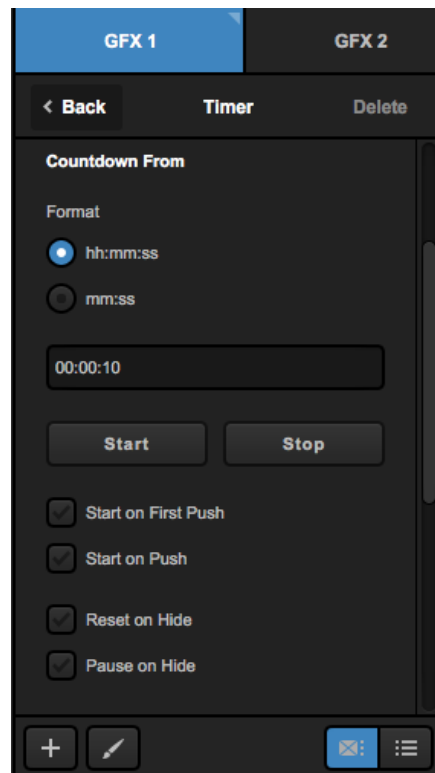 GFX 1 GFX 2
Back Timer Delete
Countdown From
Format
hh:mm:ss
mm:ss
00:00:10
Start Stop
Start on First Push
Start on Push
Reset on Hide
Pause on Hide